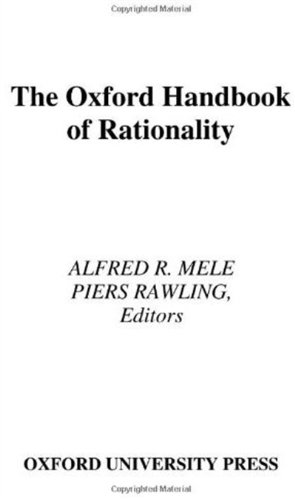 Copyrighted Material
The Oxford Handbook
of Rationality
ALFRED R. MELE
PIERS RAWLING,
Editors
OXFORD UNIVERSITY PRESS
Copyrighted Material